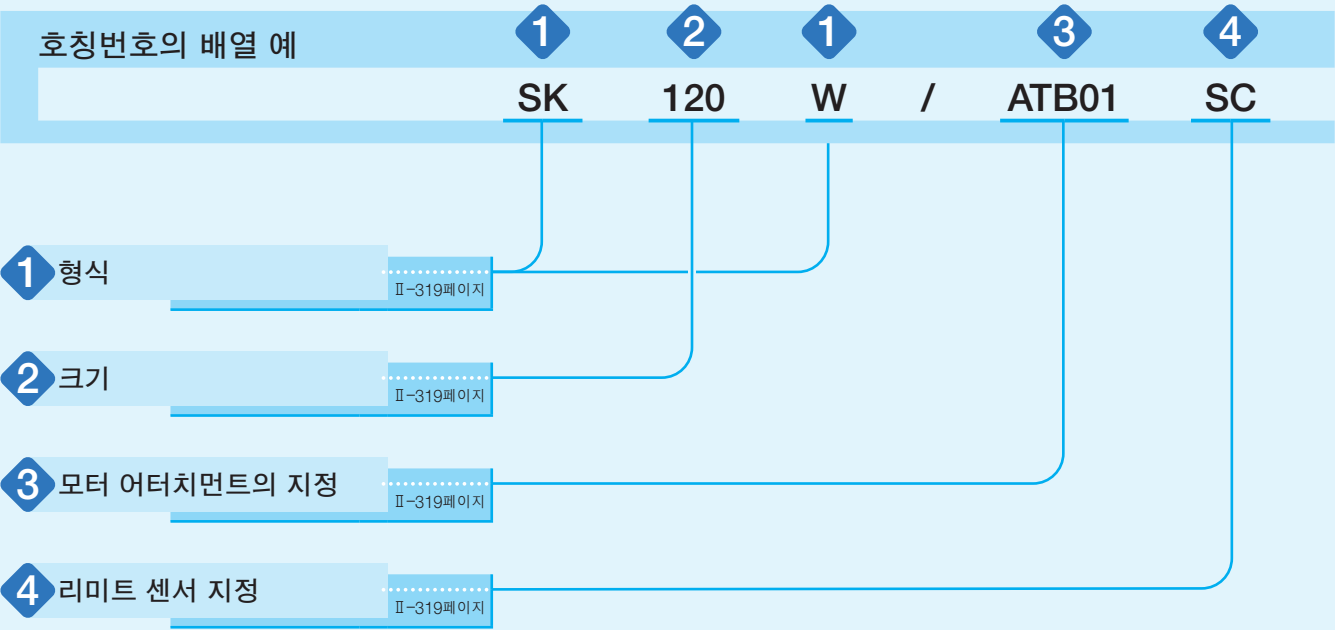 호칭번호의 배열 예
1 2 1 3 4
SK 120 W / ATB01 SC
1 형식
Ⅱ-319페이지
2 크기
Ⅱ-319페이지
3 모터 어터치먼트의 지정
Ⅱ-319페이지
4 리미트 센서 지정
Ⅱ-319페이지